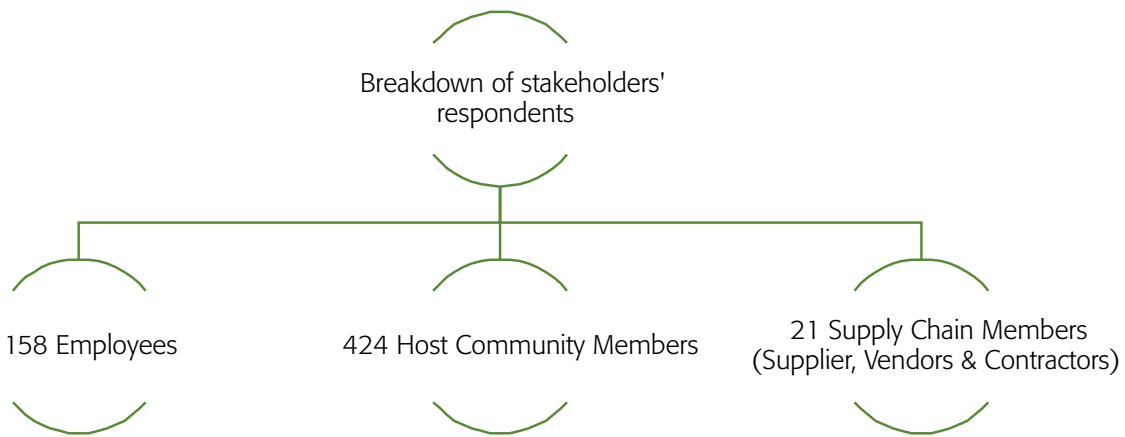 Breakdown of stakeholders'
respondents
158 Employees
424 Host Community Members
21 Supply Chain Members
(Supplier, Vendors & Contractors)